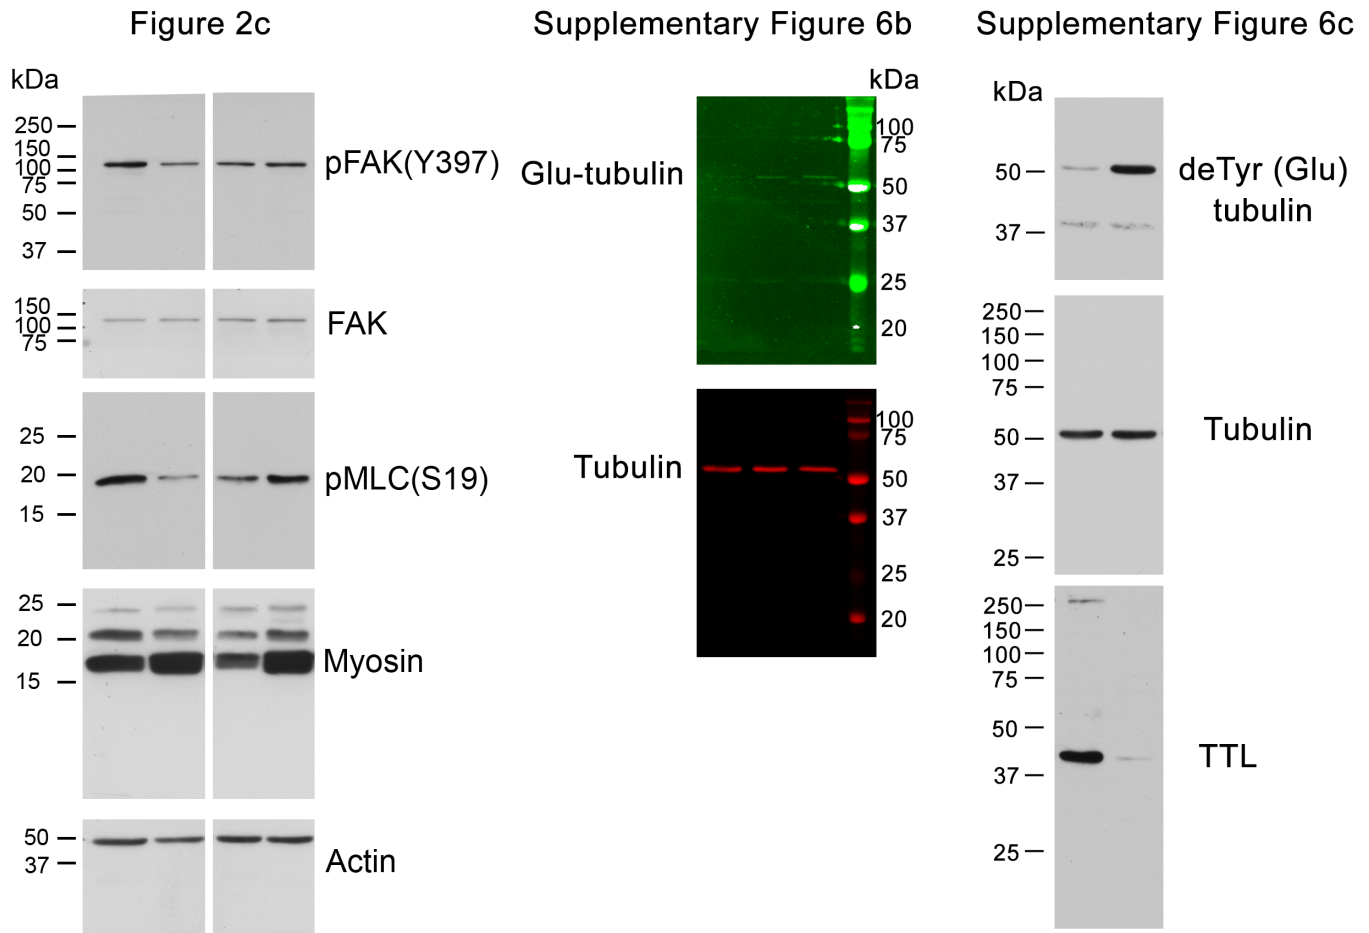 Figure 2c
kDa
250
150
100
75
50
37
pFAK(Y397)
150
100
75
FAK
25
20
15
pMLC(S19)
25
20
15
Myosin
50
37
Actin
Supplementary Figure 6b
kDa
Glu-tubulin
100
75
50
37
25
20
Tubulin
100
75
50
37
25
20
Supplementary Figure 6c
kDa
50
37
deTyr (Glu)
tubulin
250
150
100
75
50
37
25
Tubulin
250
150
100
75
50
37
25
TTL